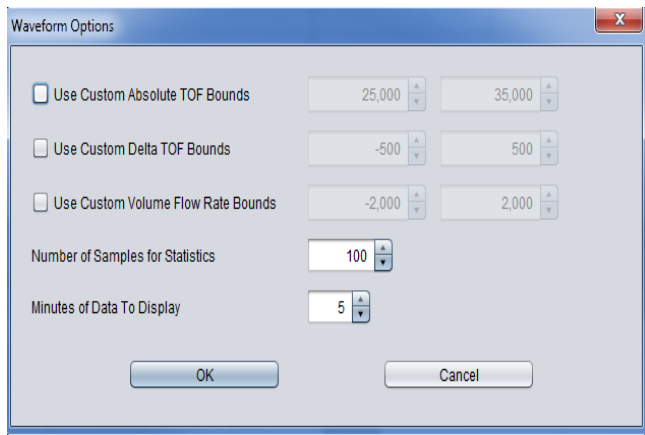 Waveform Options
Use Custom Absolute TOF Bounds 25,000 35,000
Use Custom Delta TOF Bounds -500 500
Use Custom Volume Flow Rate Bounds -2,000 2,000
Number of Samples for Statistics 100
Minutes of Data To Display 5
OK Cancel